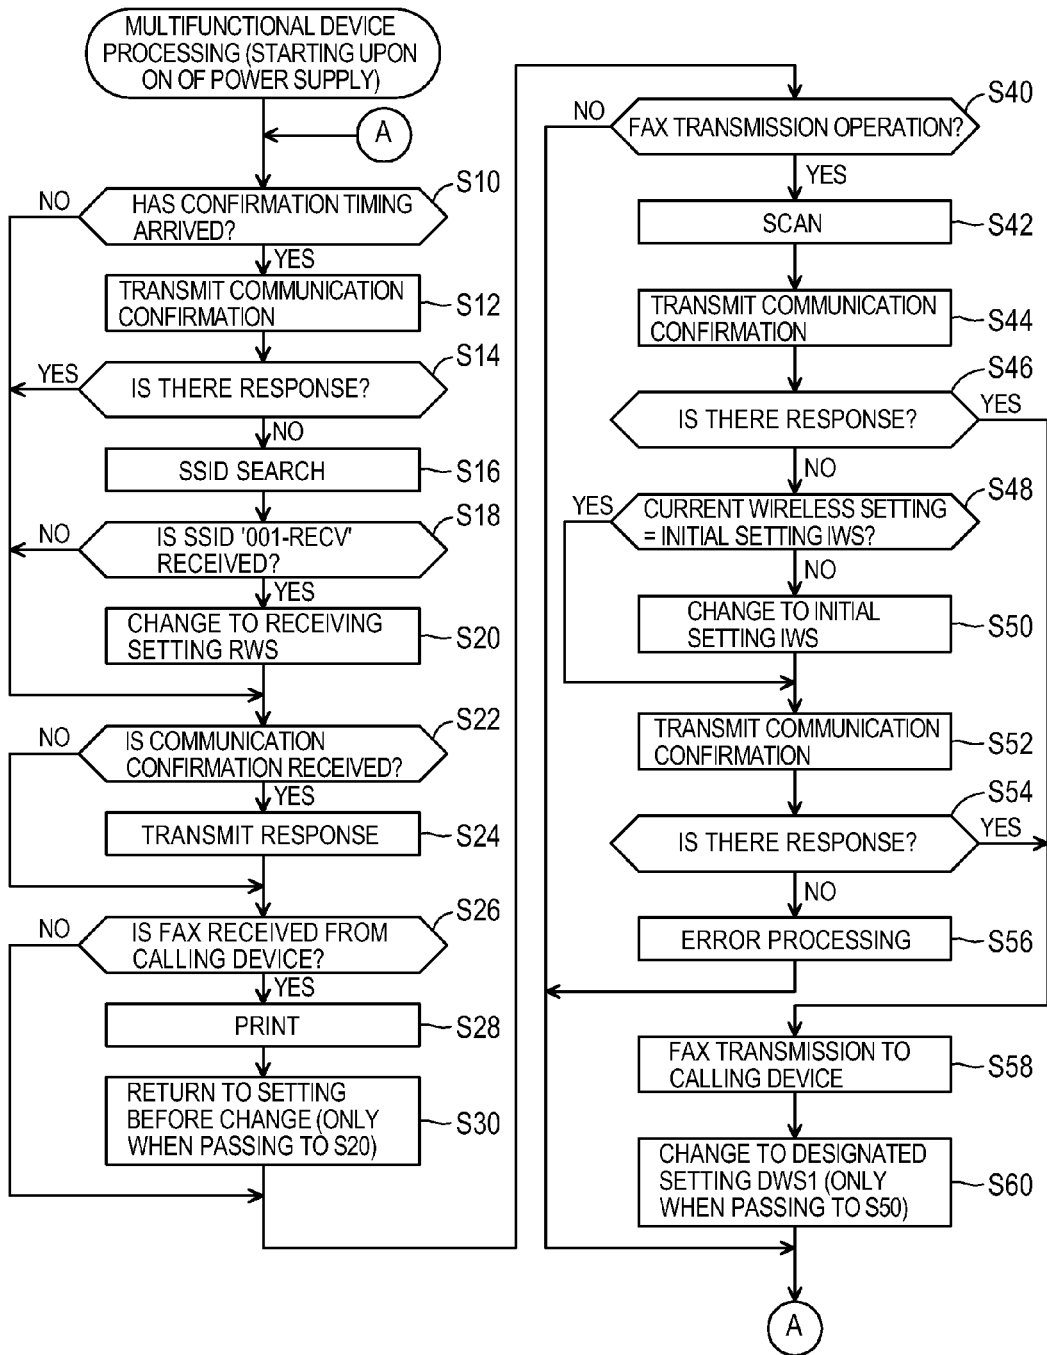 MULTIFUNCTIONAL DEVICE
PROCESSING (STARTING UPON
ON OF POWER SUPPLY)
A
S10
NO
HAS CONFIRMATION TIMING
ARRIVED?
YES
TRANSMIT COMMUNICATION
CONFIRMATION
S12
S14
YES
IS THERE RESPONSE?
NO
SSID SEARCH
S16
S18
NO
IS SSID '001-RECV'
RECEIVED?
YES
CHANGE TO RECEIVING
SETTING RWS
S20
S22
NO
IS COMMUNICATION
CONFIRMATION RECEIVED?
YES
TRANSMIT RESPONSE
S24
S26
NO
IS FAX RECEIVED FROM
CALLING DEVICE?
YES
PRINT
S28
RETURN TO SETTING
BEFORE CHANGE (ONLY
WHEN PASSING TO S20)
S30
S40
NO
FAX TRANSMISSION OPERATION?
YES
SCAN
S42
TRANSMIT COMMUNICATION
CONFIRMATION
S44
S46
IS THERE RESPONSE?
YES
NO
S48
YES
CURRENT WIRELESS SETTING
= INITIAL SETTING IWS?
NO
CHANGE TO INITIAL
SETTING IWS
S50
TRANSMIT COMMUNICATION
CONFIRMATION
S52
S54
IS THERE RESPONSE?
YES
NO
ERROR PROCESSING
S56
FAX TRANSMISSION TO
CALLING DEVICE
S58
CHANGE TO DESIGNATED
SETTING DWS1 (ONLY
WHEN PASSING TO S50)
S60
A